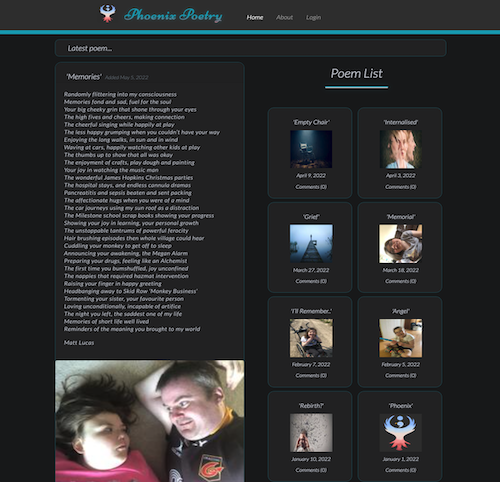 Phoenix Poetry
Home
About
Login
Latest poem...
'Memories' Added May 3, 2022
Randomly flittering into my consciousness
Memories fond and sad, fuel for the soul
Your big cheeky grin that shone through your eyes
The high fives and cheers, making connection
The cheerful singing while happily at play
The less happy grumping when you couldn't have your way
Enjoying the long walks, in sun and in wind
Waving at cars, happily watching other kids at play
The thumbs up to show that all was okay
The enjoyment of crafts, play dough and painting
Your joy in watching the music man
The wonderful James Hopkins Christmas parties
The hospital stays, and endless cannula dramas
Pancreatitis and sepsis beaten and sent packing
The affectionate hugs when you were of a mind
The car journeys using my sun roof as a distraction
The Milestone school scrap books showing your progress
Showing your joy in learning, your personal growth
The unstoppable tantrums of powerful ferocity
Hair brushing episodes then whole village could hear
Cuddling your monkey to get off to sleep
Announcing your awakening, the Megan Alarm
Preparing your drugs, feeling like an Alchemist
The first time you bumshuffled, joy unconfined
The nappies that required hazmat intervention
Raising your finger in happy greeting
Headbanging away to Skid Row 'Monkey Business'
Tormenting your sister, your favourite person
Loving unconditionally, incapable of artifice
The night you left, the saddest one of my life
Memories of short life well lived
Reminders of the meaning you brought to my world
Matt Lucas
Poem List
'Empty Chair'
April 9, 2022
Comments (0)
'Internalised'
April 3, 2022
Comments (0)
'Grief'
March 27, 2022
Comments (0)
'Memorial'
March 18, 2022
Comments (0)
'I'll Remember..'
February 7, 2022
Comments (0)
'Angel'
February 5, 2022
Comments (0)
'Rebirth?'
January 10, 2022
Comments (0)
'Phoenix'
January 1, 2022
Comments (0)